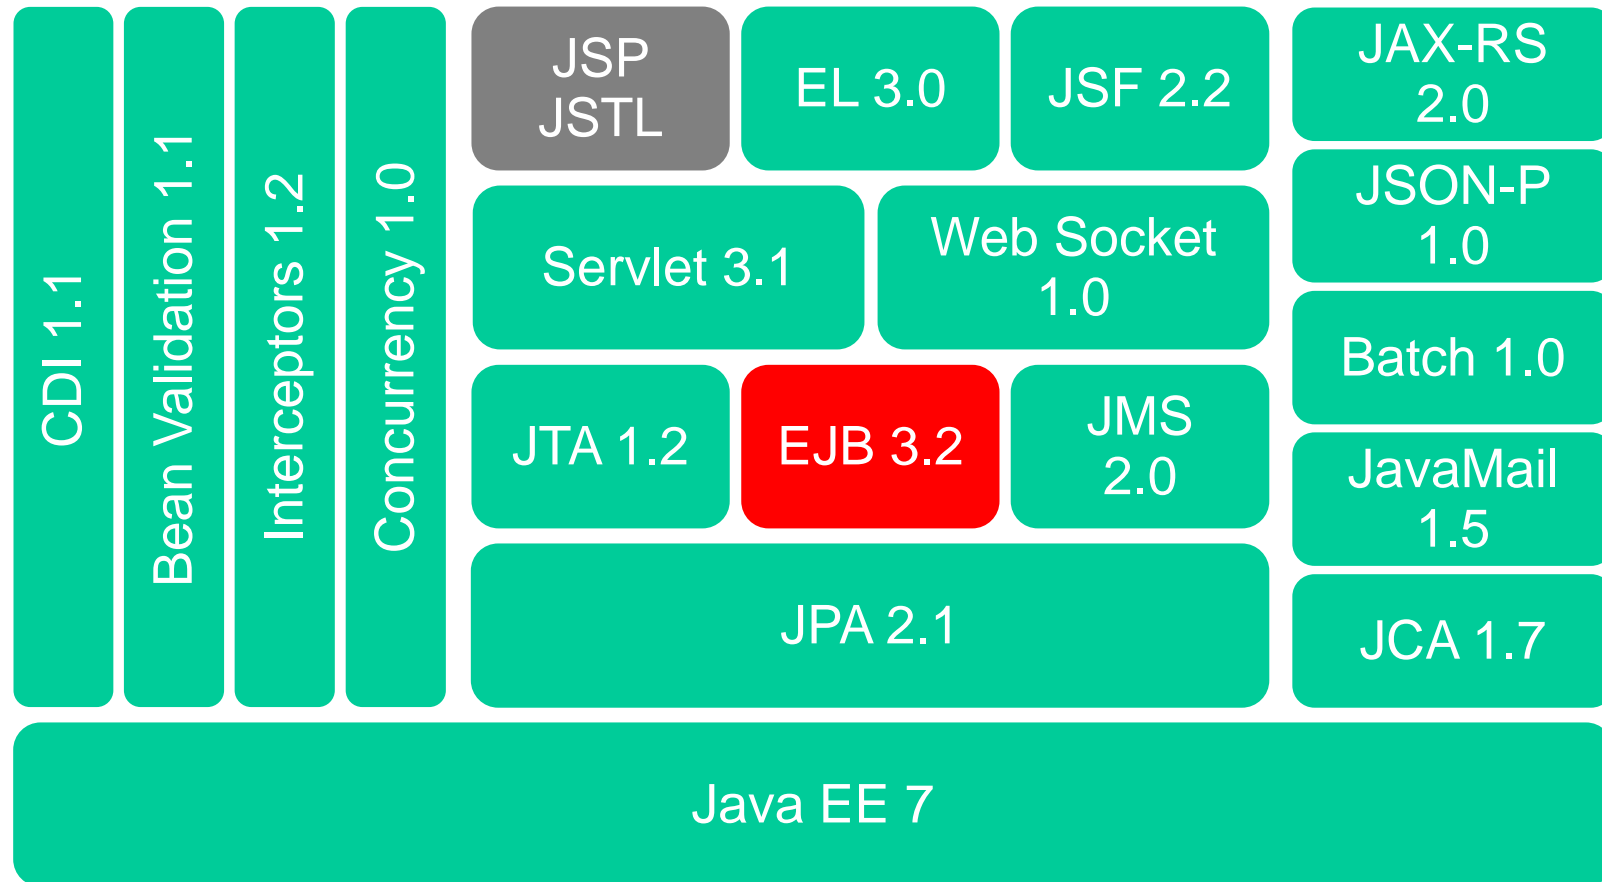 CDI 1.1
Bean Validation 1.1
Interceptors 1.2
Concurrency 1.0
JSP
JSTL
EL 3.0
JSF 2.2
Servlet 3.1
Web Socket
1.0
JTA 1.2
EJB 3.2
JMS
2.0
JPA 2.1
JAX-RS
2.0
JSON-P
1.0
Batch 1.0
JavaMail
1.5
JCA 1.7
Java EE 7